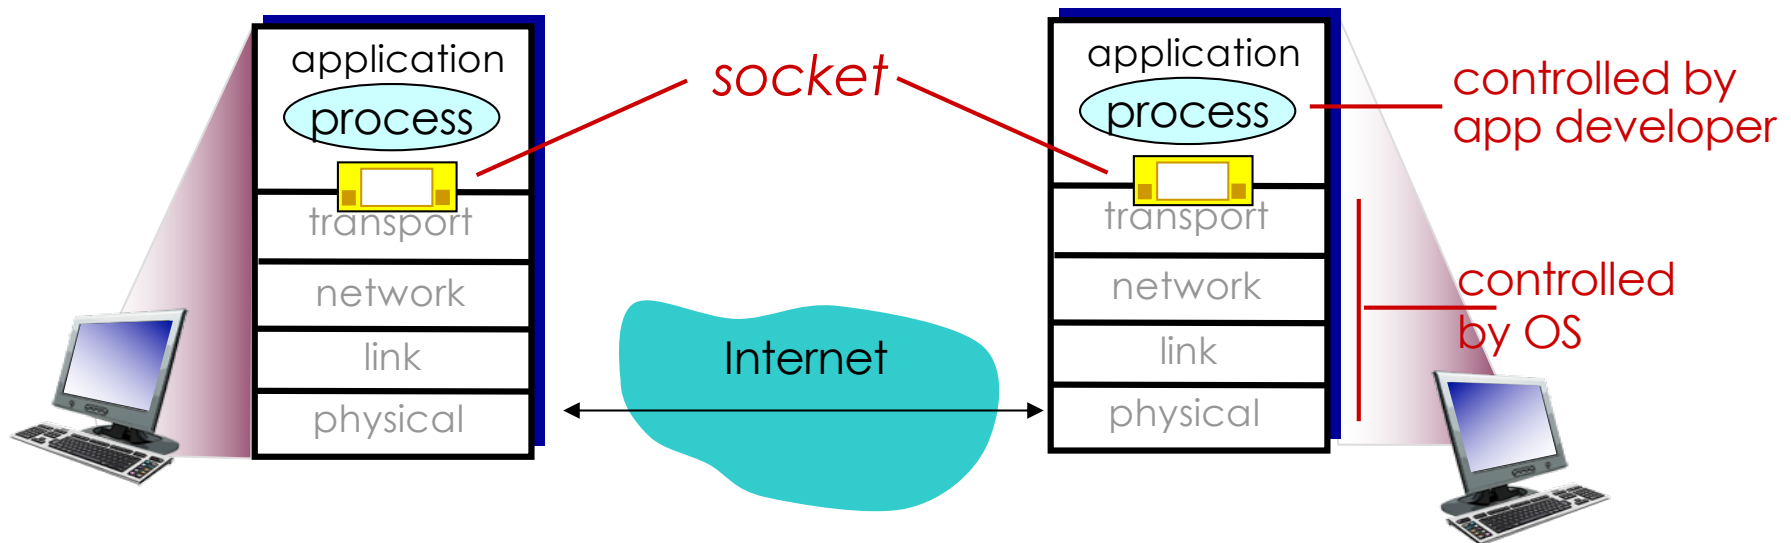 application
process
transport
network
link
physical
socket
Internet
application
process
transport
network
link
physical
controlled by
app developer
controlled
by OS